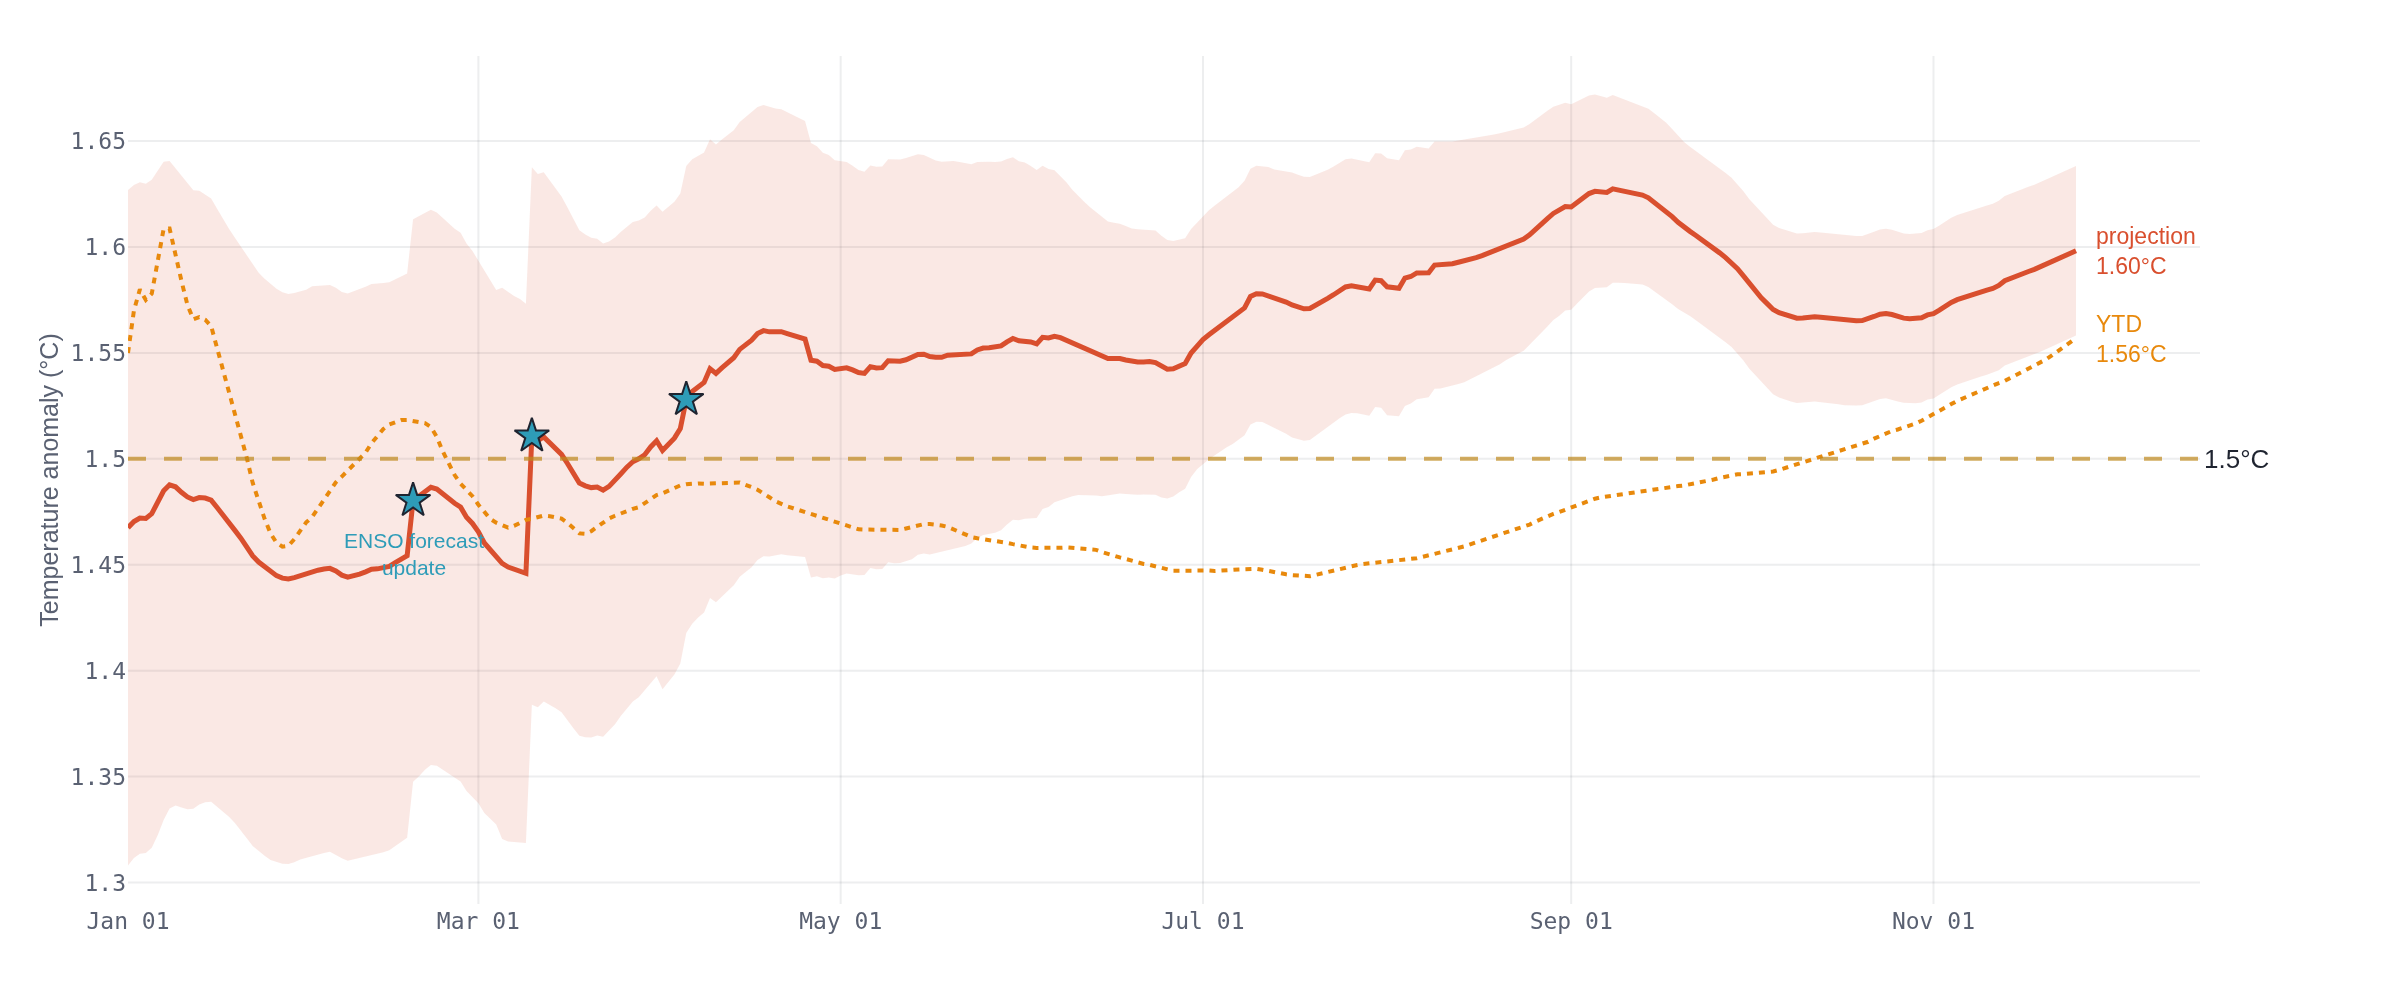 1.65
1.6
1.55
1.5
1.45
1.4
1.35
1.3
Temperature anomaly (°C)
Jan 01
Mar 01
May 01
Jul 01
Sep 01
Nov 01
ENSO forecast
update
projection
1.60°C
YTD
1.56°C
1.5°C